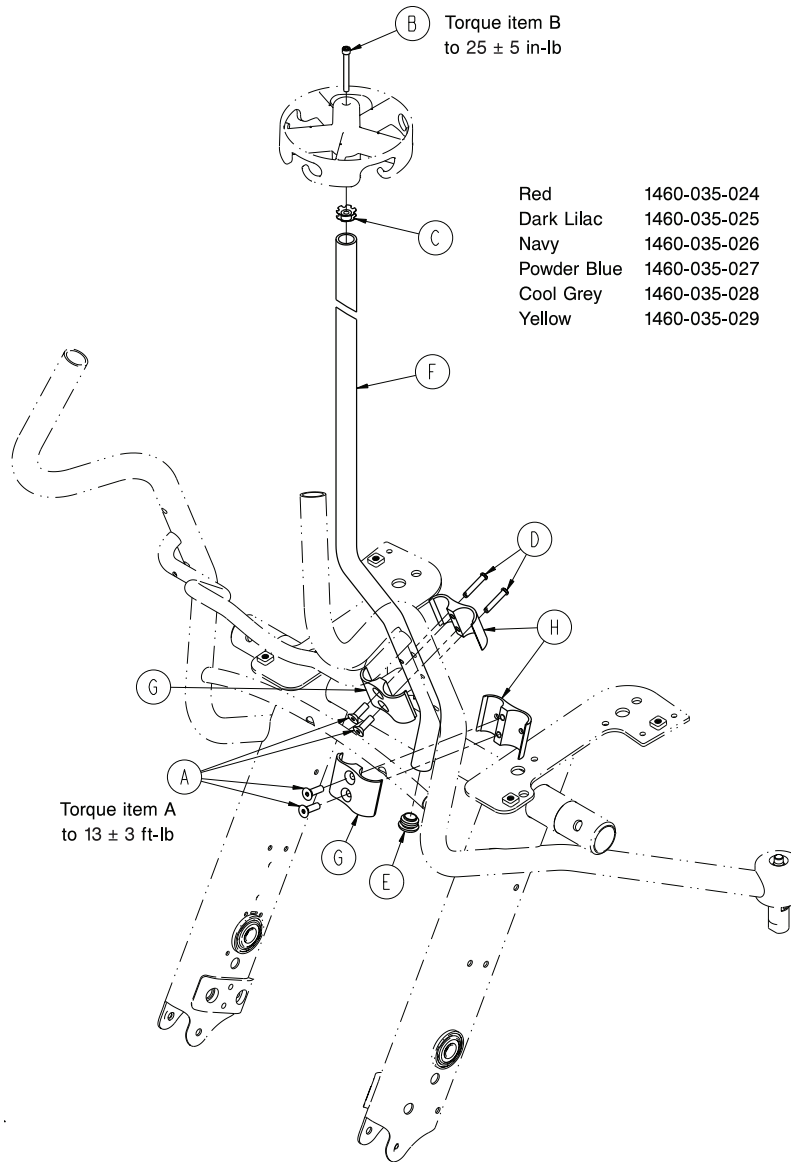 B
Torque item B
to 25 ± 5 in-lb
Red 1460-035-024
Dark Lilac 1460-035-025
Navy 1460-035-026
Powder Blue 1460-035-027
Cool Grey 1460-035-028
Yellow 1460-035-029
C
F
D
H
G
A
Torque item A
to 13 ± 3 ft-lb
G
E